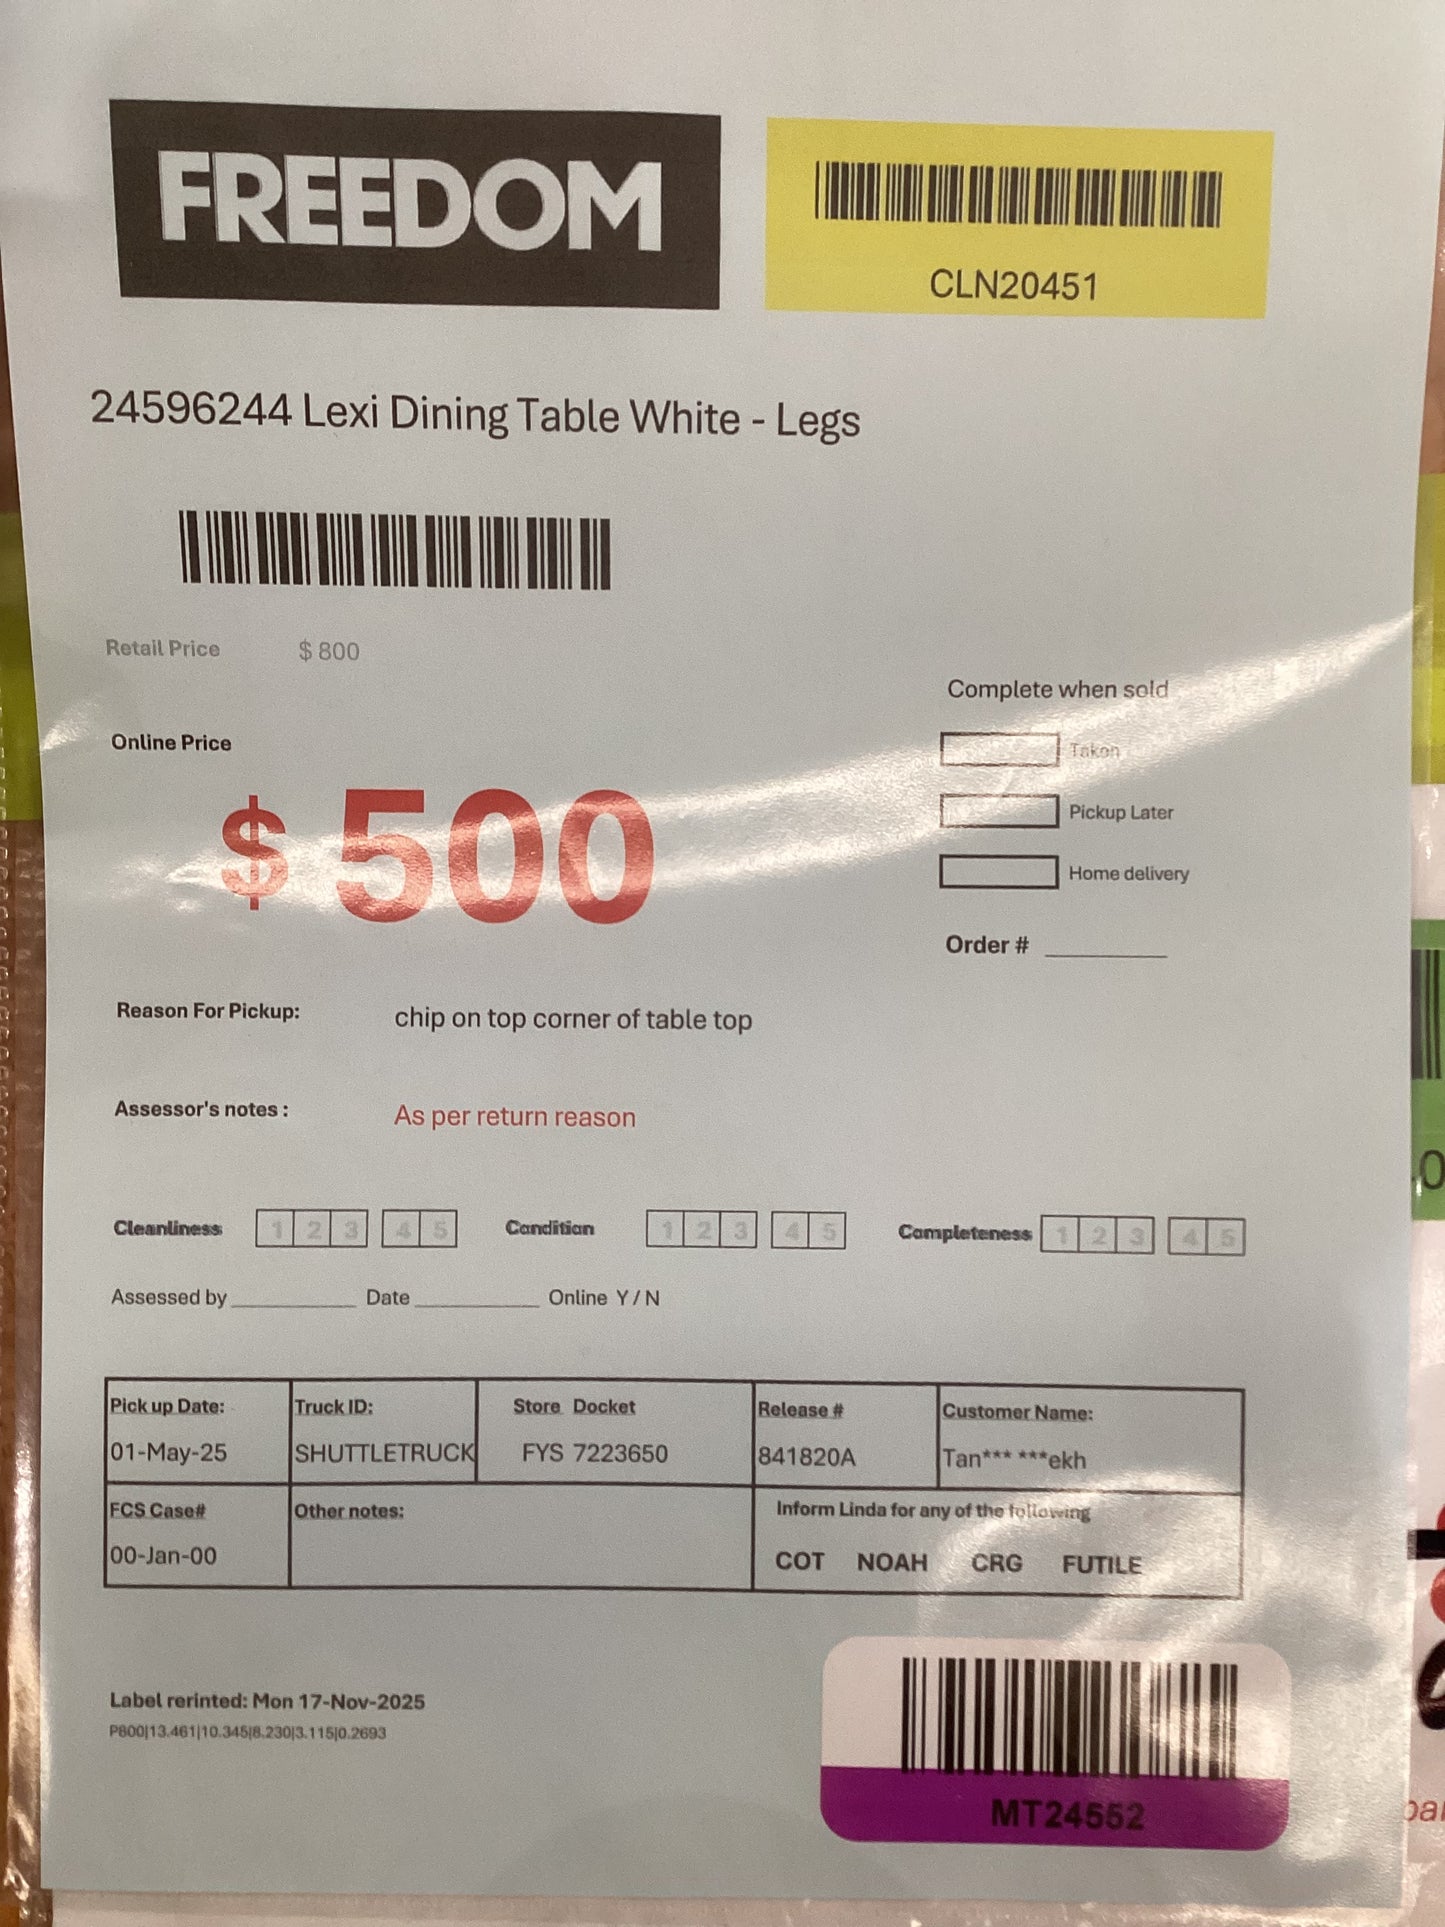 FREEDOM
CLN20451
24596244 Lexi Dining Table White - Legs
Retail Price $ 800
Complete when sold
Online Price
Taken
$ 500
Pickup Later
Home delivery
Order # ________
Reason For Pickup: chip on top corner of table top
Assessor's notes : As per return reason
Cleanliness 1 2 3 4 5 Condition 1 2 3 4 5 Completeness 1 2 3 4 5
Assessed by ________ Date ________ Online Y / N
Pick up Date: Truck ID: Store Docket Release # Customer Name:
01-May-25 SHUTTLETRUCK FYS 7223650 841820A Tan*** ***ekh
FCS Case# Other notes: Inform Linda for any of the following
00-Jan-00 COT NOAH CRG FUTILE
Label rerinted: Mon 17-Nov-2025
P800|13.461|10.345|8.230|3.115|0.2693
MT24552